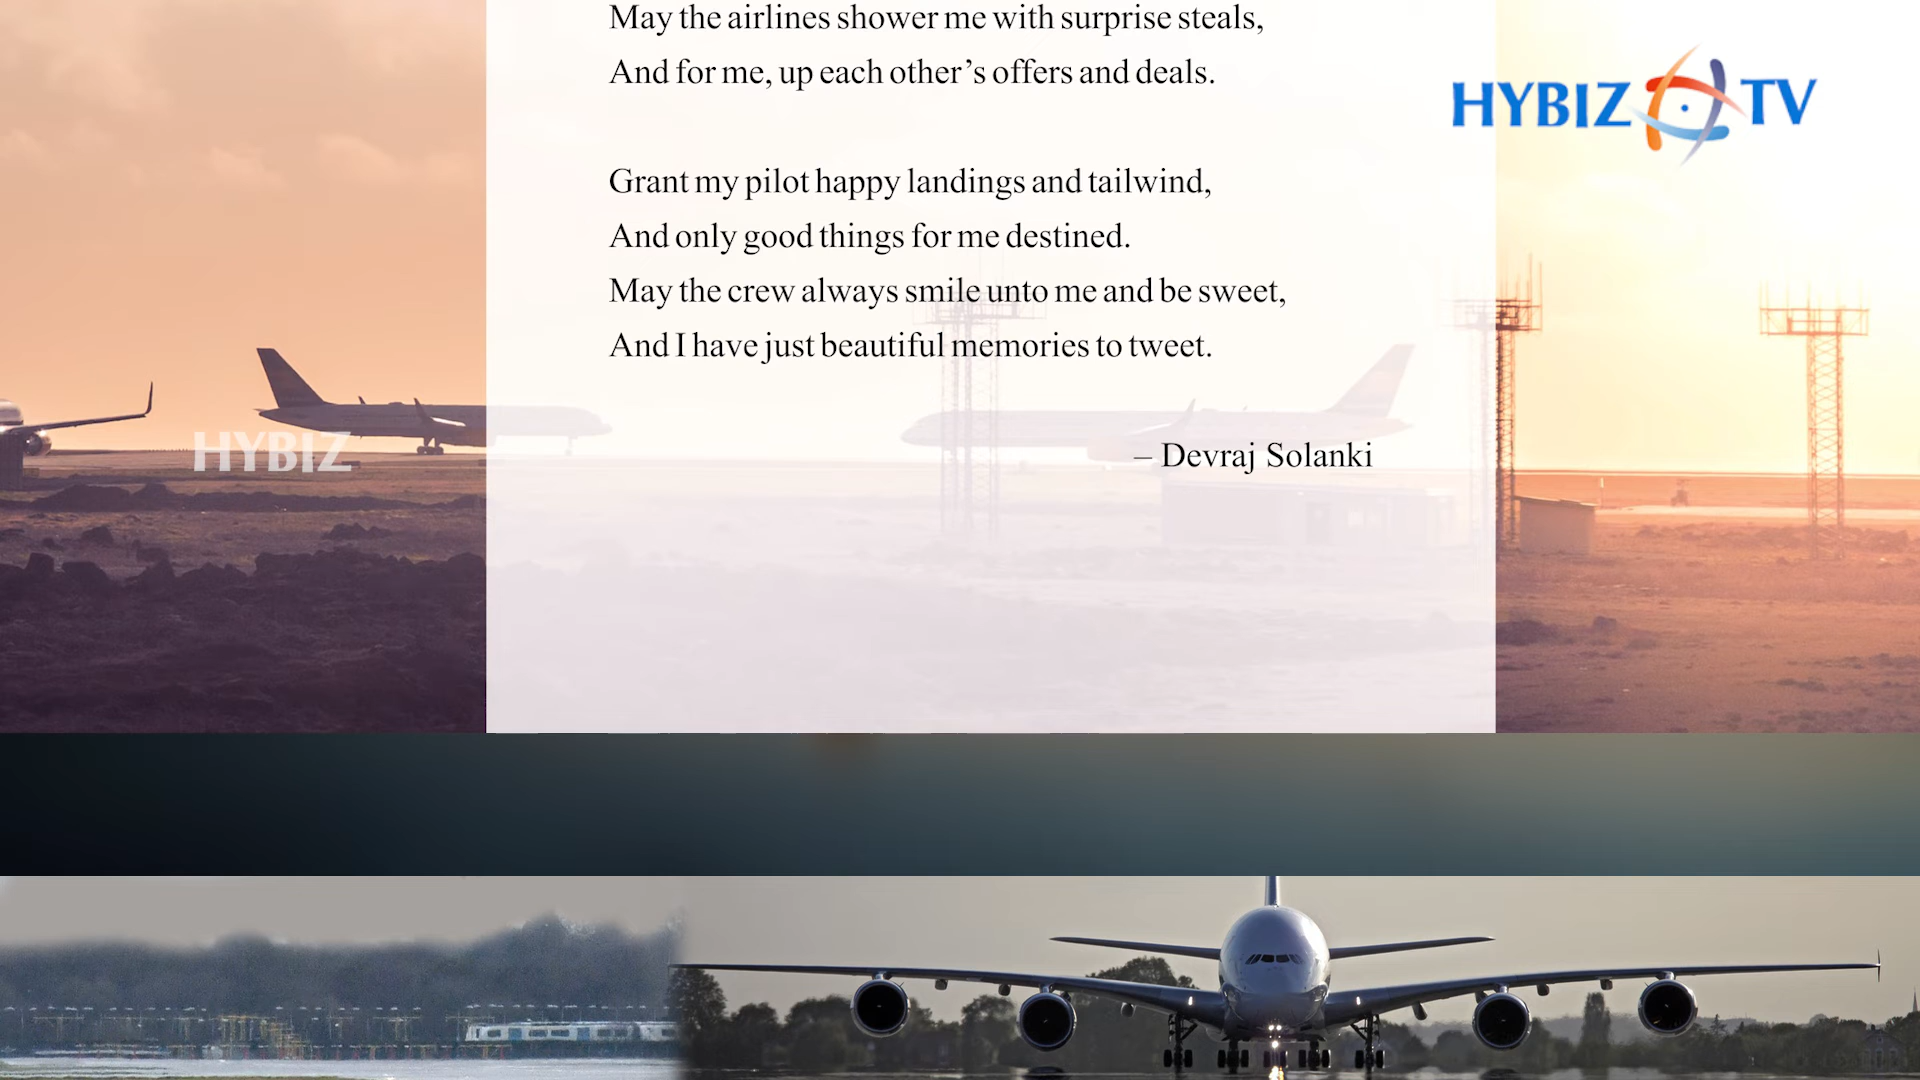 May the airlines shower me with surprise steals,
And for me, up each other’s offers and deals.
HYBIZ TV
Grant my pilot happy landings and tailwind,
And only good things for me destined.
May the crew always smile unto me and be sweet,
And I have just beautiful memories to tweet.
HYBIZ
– Devraj Solanki